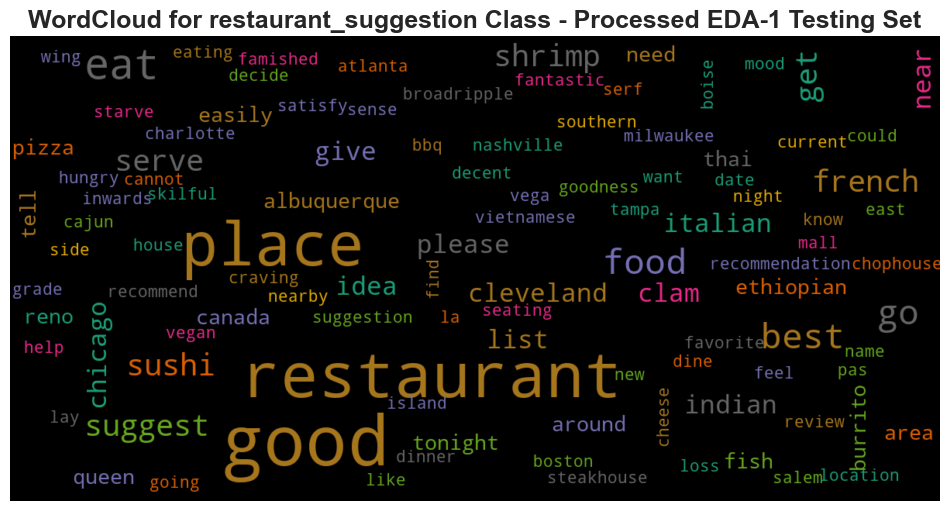 WordCloud for restaurant_suggestion Class - Processed EDA-1 Testing Set
wing
eat
eating
famished
decide
atlanta
shrimp
need
fantastic
serf
broadripple
boise
mood
get
near
starve
easily
satisfy
sense
charlotte
southern
milwaukee
current
could
pizza
serve
give
bbq
nashville
thai
hungry
cannot
inwards
skilful
decent
vega
goodness
want
date
night
french
tell
cajun
albuquerque
vietnamese
tampa
italian
know
east
side
house
place
please
food
mall
recommendation
chophouse
grade
recommend
craving
nearby
idea
find
cleveland
clam
ethiopian
reno
chicago
canada
suggestion
la
seating
list
best
go
help
vegan
sushi
restaurant
favorite
name
dine
new
feel
pas
lay
suggest
good
island
tonight
around
cheese
indian
review
burrito
area
queen
going
dinner
like
boston
steakhouse
loss
fish
salem
location